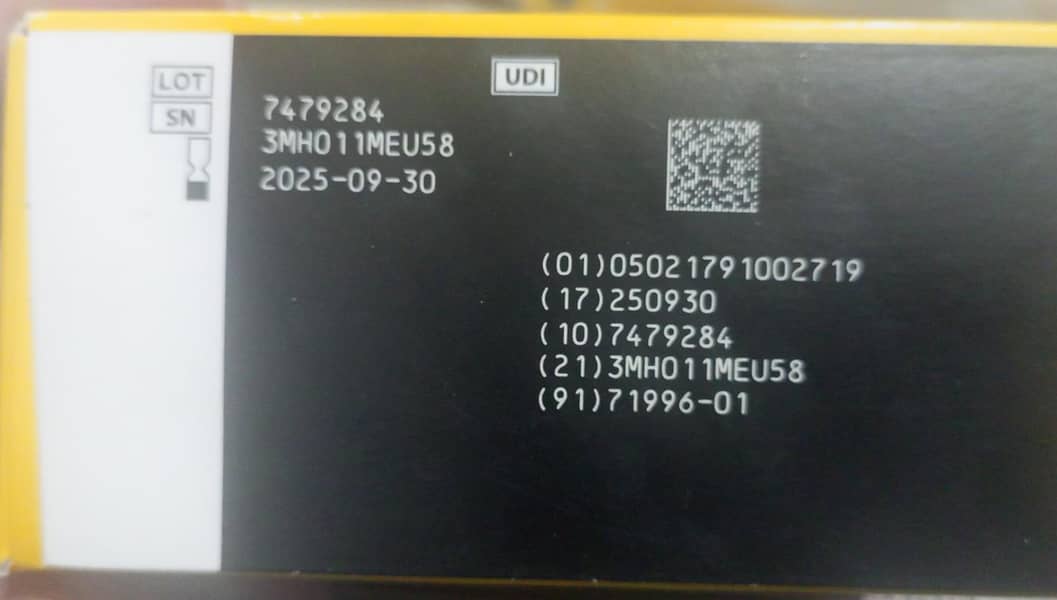 LOT
7479284
SN
3MH011MEU58
2025-09-30
UDI
(01)05021791002719
(17)250930
(10)7479284
(21)3MH011MEU58
(91)71996-01